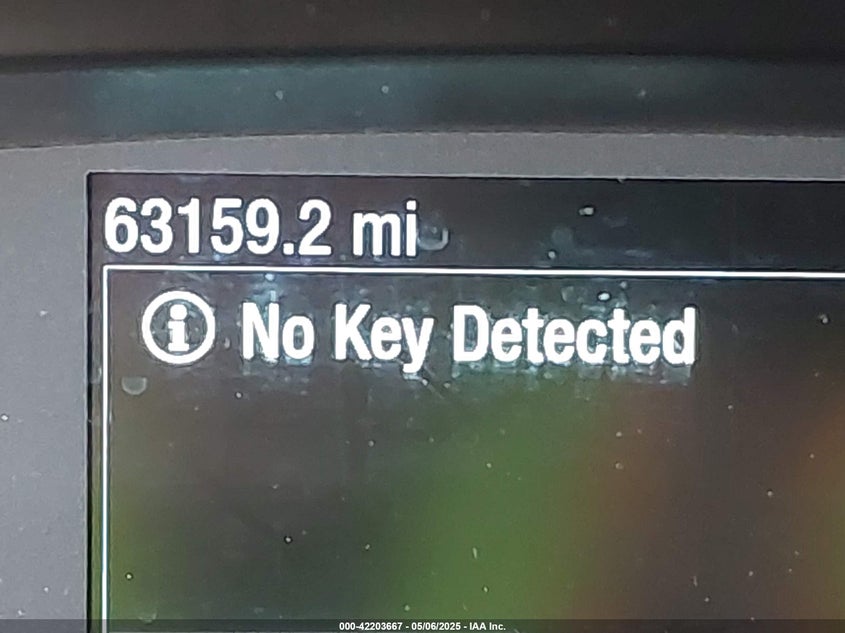 63159.2 mi
No Key Detected
000-42203667 - 05/06/2025 - IAA Inc.